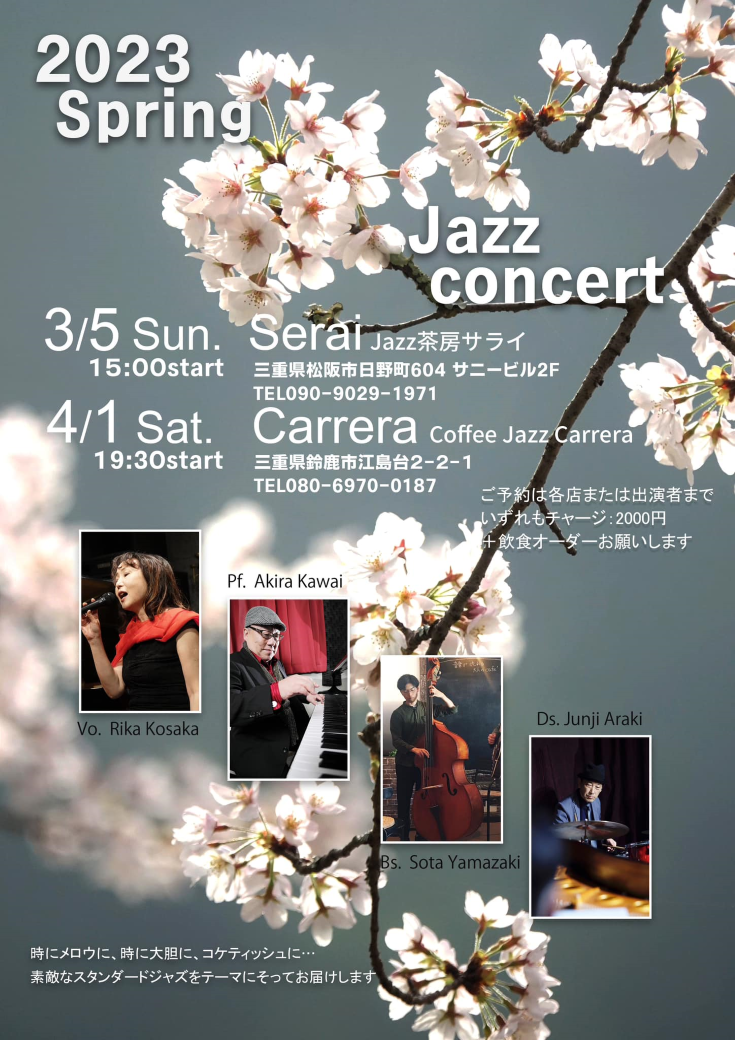 2023
Spring
Jazz
concert
3/5 Sun. Serai Jazz茶房サライ
15:00start 三重県松阪市日野町604 サニービル2F
TEL090-9029-1971
4/1 Sat. Carrera Coffee Jazz Carrera
19:30start 三重県鈴鹿市江島台2-2-1
TEL080-6970-0187
ご予約は各店または出演者まで
いずれもチャージ:2000円
+飲食オーダーお願いします
Pf. Akira Kawai
Vo. Rika Kosaka
Ds. Junji Araki
Bs. Sota Yamazaki
時にメロウに、時に大胆に、コケティッシュに…
素敵なスタンダードジャズをテーマにそってお届けします